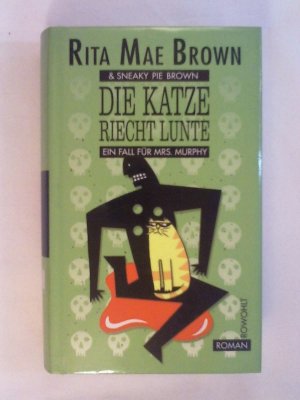 RITA MAE BROWN
& SNEAKY PIE BROWN
DIE KATZE
RIECHT LUNTE
EIN FALL FÜR MRS. MURPHY
ROWOHLT
ROMAN